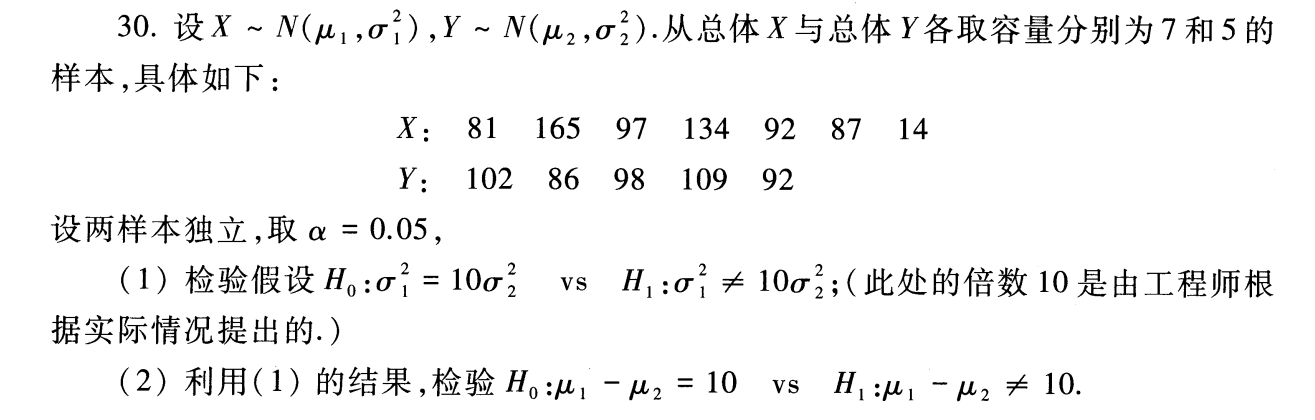 30. 设 X ~ N(μ₁,σ₁²),Y ~ N(μ₂,σ₂²).从总体 X 与总体 Y 各取容量分别为 7 和 5 的
样本,具体如下:
X: 81 165 97 134 92 87 14
Y: 102 86 98 109 92
设两样本独立,取 α = 0.05,
(1) 检验假设 H₀:σ₁² = 10σ₂² vs H₁:σ₁² ≠ 10σ₂²;(此处的倍数 10 是由工程师根
据实际情况提出的.)
(2) 利用(1) 的结果,检验 H₀:μ₁ - μ₂ = 10 vs H₁:μ₁ - μ₂ ≠ 10.